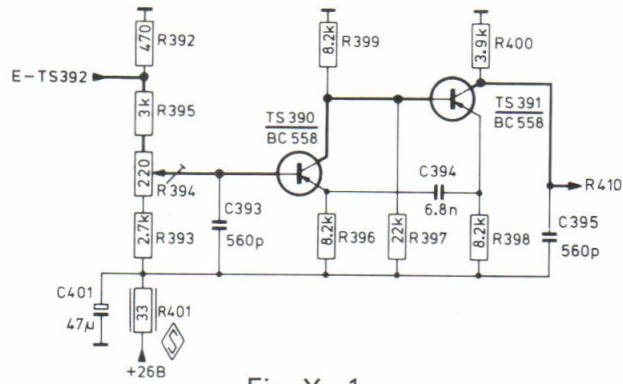 470
R392
8.2k
R399
3.9k
R400
E-TS392
3k
R395
TS390
BC558
TS391
BC558
220
R394
C394
6.8n
R410
C393
560p
2.7k
R393
8.2k
R396
22k
R397
8.2k
R398
C395
560p
C401
47µ
33
R401
S
+26B